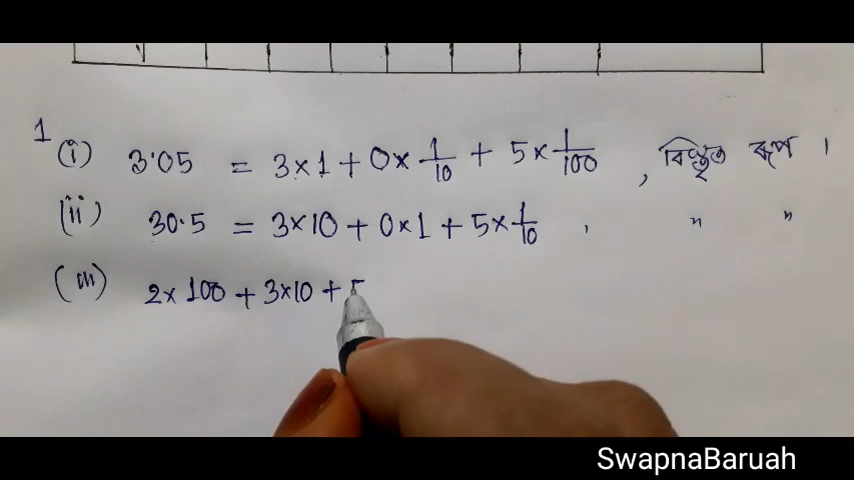 1
(i) 3.05 = 3×1 + 0× 1/10 + 5× 1/100 , বিস্তৃত ৰূপ ।
(ii) 30.5 = 3×10 + 0×1 + 5× 1/10 , " "
(iii) 2× 100 + 3×10 + 5
SwapnaBaruah